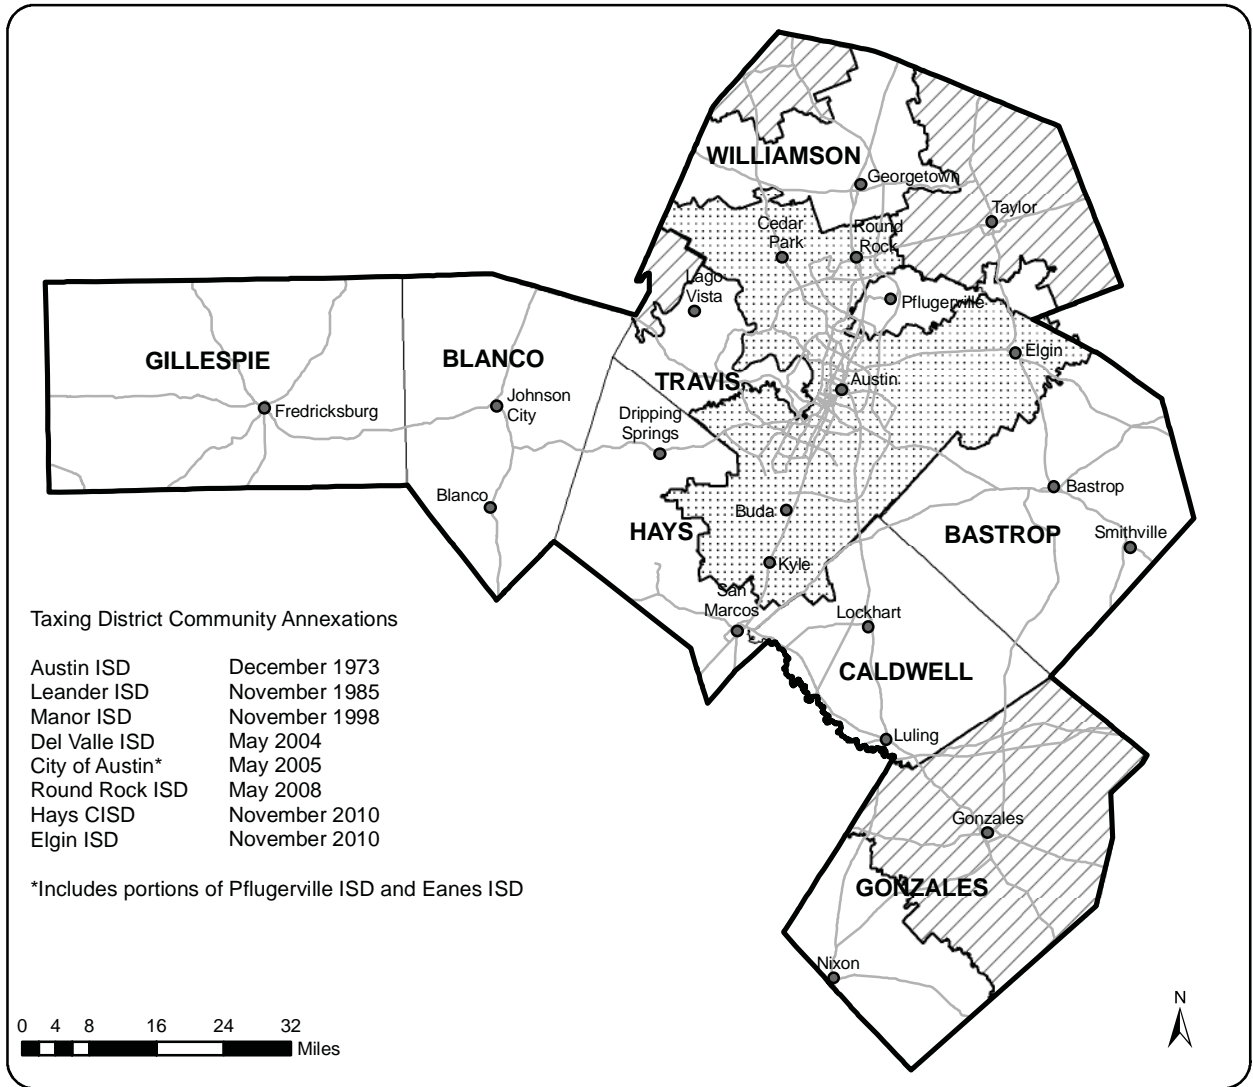 WILLIAMSON
Georgetown
Taylor
Cedar
Park
Round
Rock
Lago
Vista
Pflugerville
GILLESPIE
BLANCO
TRAVIS
Elgin
Austin
Fredricksburg
Johnson
City
Dripping
Springs
Blanco
Buda
Bastrop
HAYS
BASTROP
Smithville
Kyle
San
Marcos
Lockhart
CALDWELL
Luling
Gonzales
GONZALES
Nixon
Taxing District Community Annexations
Austin ISD December 1973
Leander ISD November 1985
Manor ISD November 1998
Del Valle ISD May 2004
City of Austin* May 2005
Round Rock ISD May 2008
Hays CISD November 2010
Elgin ISD November 2010
*Includes portions of Pflugerville ISD and Eanes ISD
0 4 8 16 24 32
Miles
N